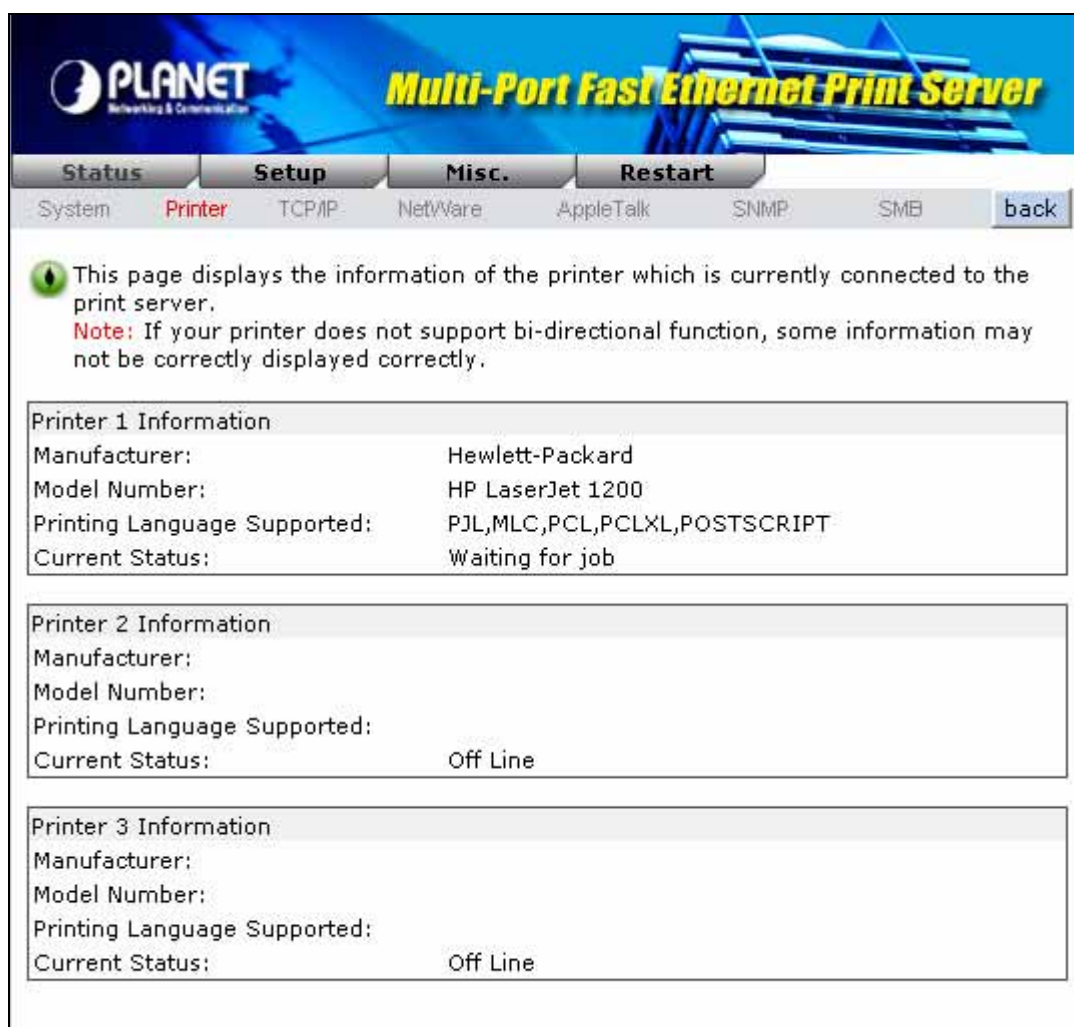 PLANET
Networking & Communication
Multi-Port Fast Ethernet Print Server
Status Setup Misc. Restart
System Printer TCP/IP NetWare AppleTalk SNMP SMB back
This page displays the information of the printer which is currently connected to the
print server.
Note: If your printer does not support bi-directional function, some information may
not be correctly displayed correctly.
Printer 1 Information
Manufacturer: Hewlett-Packard
Model Number: HP LaserJet 1200
Printing Language Supported: PJL,MLC,PCL,PCLXL,POSTSCRIPT
Current Status: Waiting for job
Printer 2 Information
Manufacturer:
Model Number:
Printing Language Supported:
Current Status: Off Line
Printer 3 Information
Manufacturer:
Model Number:
Printing Language Supported:
Current Status: Off Line